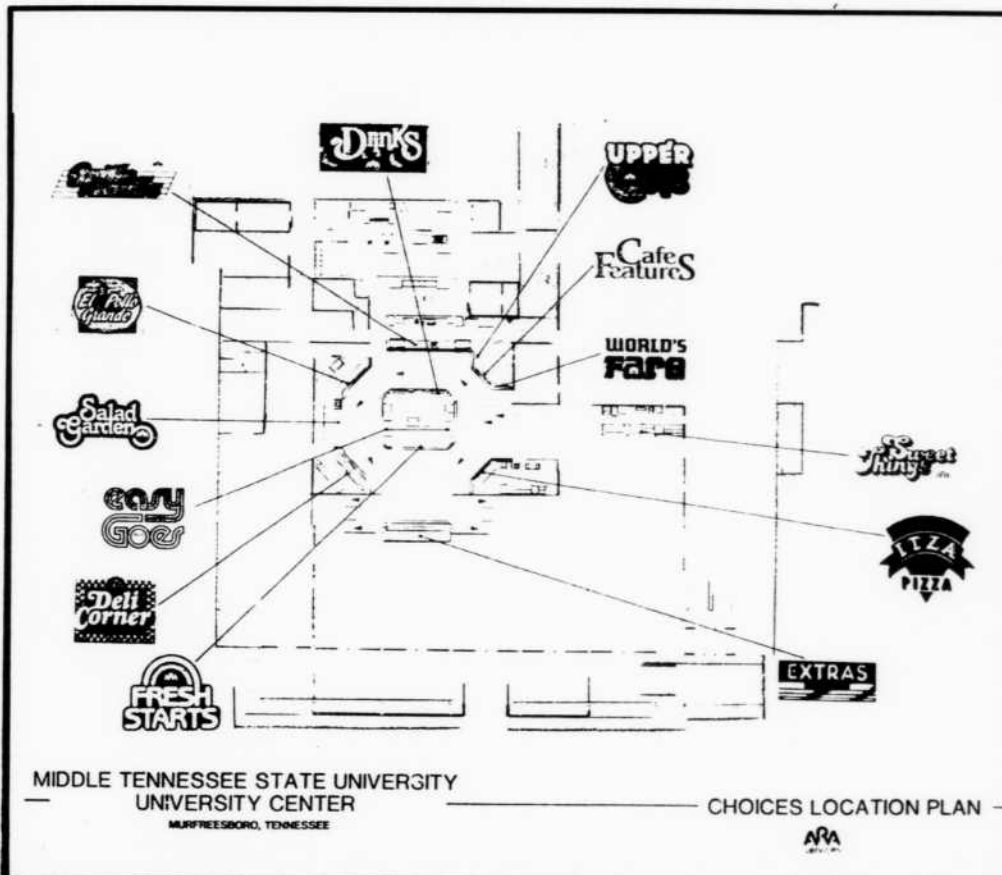 DRINKS
UPPER
Cafe
Features
El Pollo
Grande
WORLD'S
FARE
Salad
Garden
Sweet
Things
easy
Goes
ITZA
PIZZA
Deli
Corner
FRESH
STARTS
EXTRAS
MIDDLE TENNESSEE STATE UNIVERSITY
UNIVERSITY CENTER
MURFREESBORO, TENNESSEE
CHOICES LOCATION PLAN
ARA